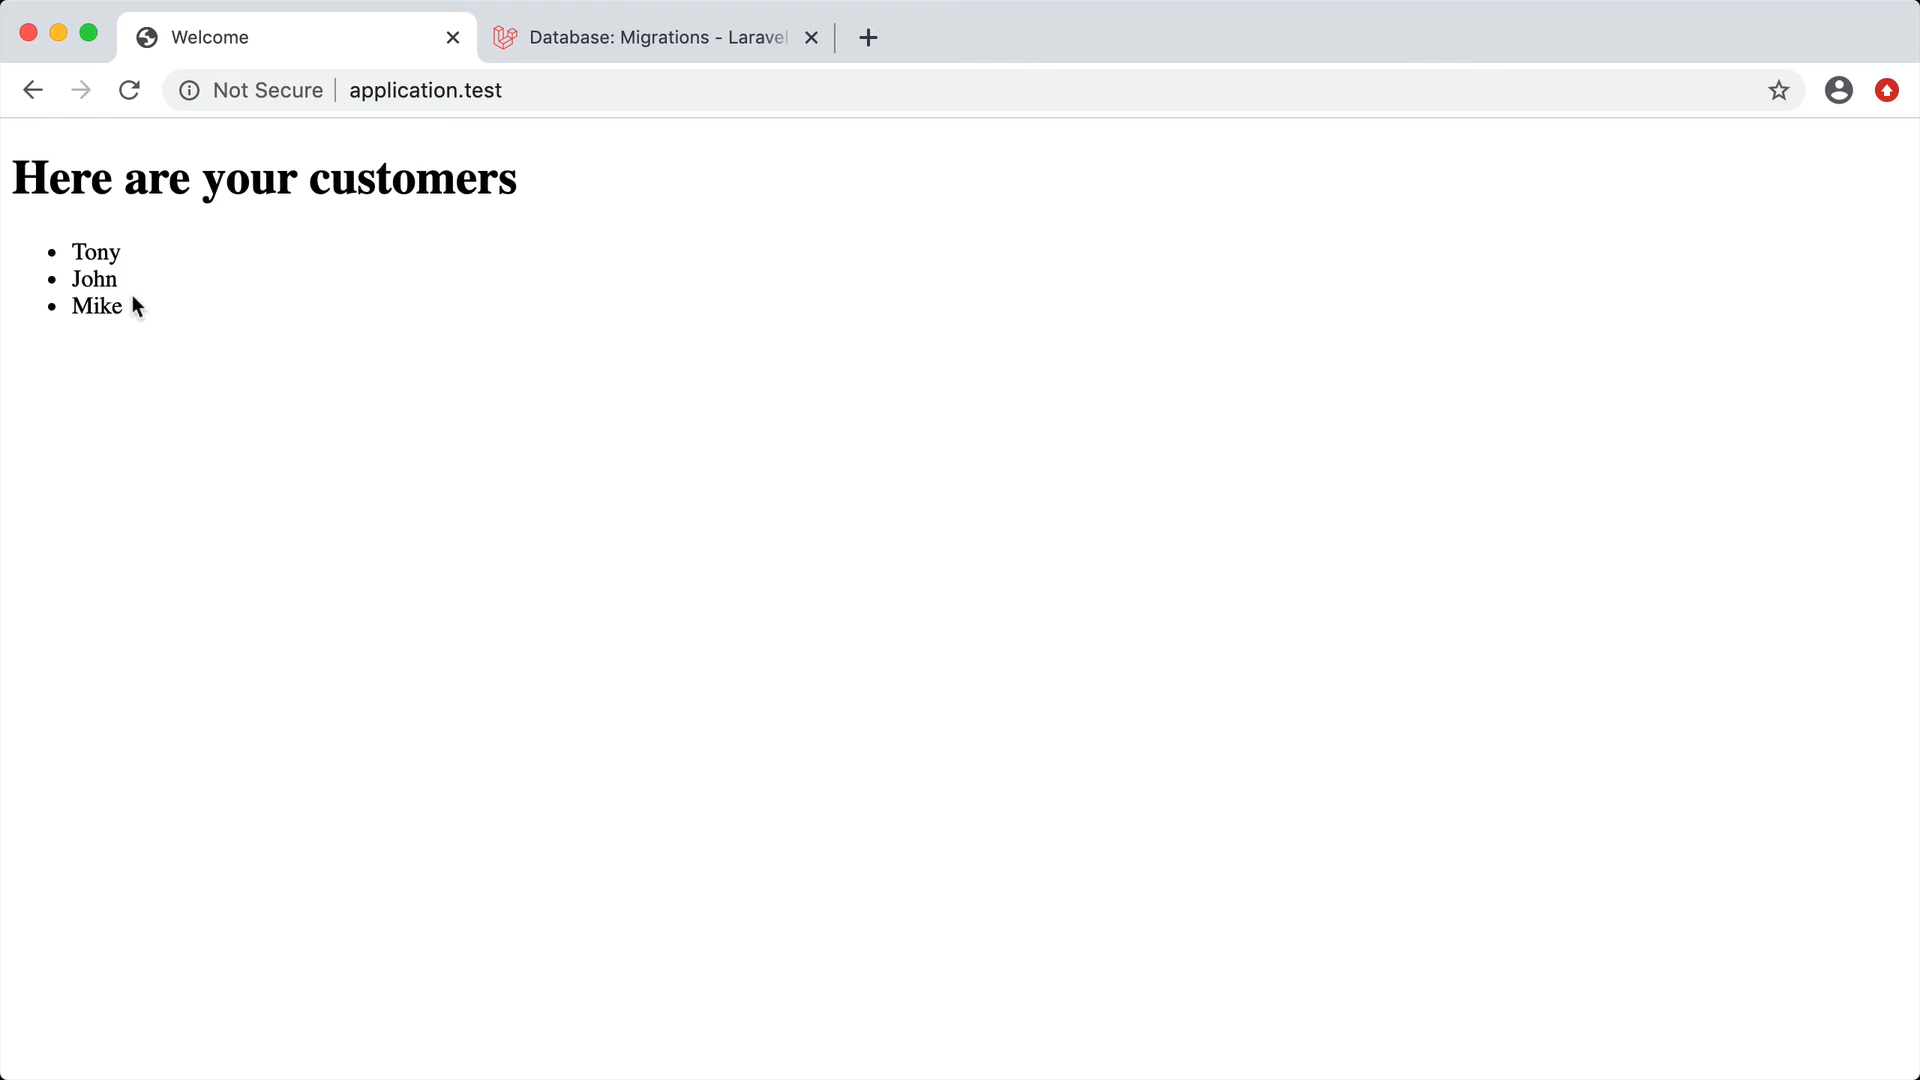 Welcome
Database: Migrations - Laravel
Not Secure
application.test
Here are your customers
Tony
John
Mike